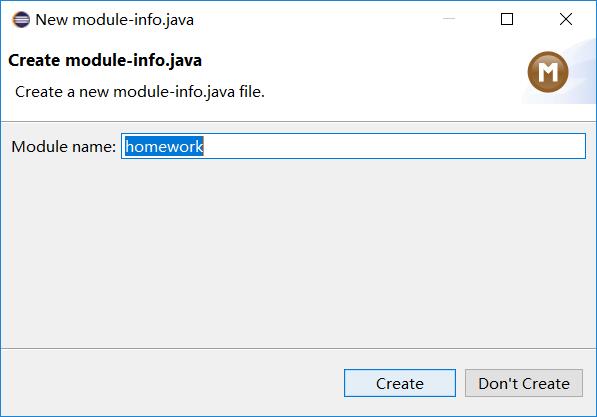 New module-info.java
Create module-info.java
Create a new module-info.java file.
M
Module name: homework
Create Don't Create